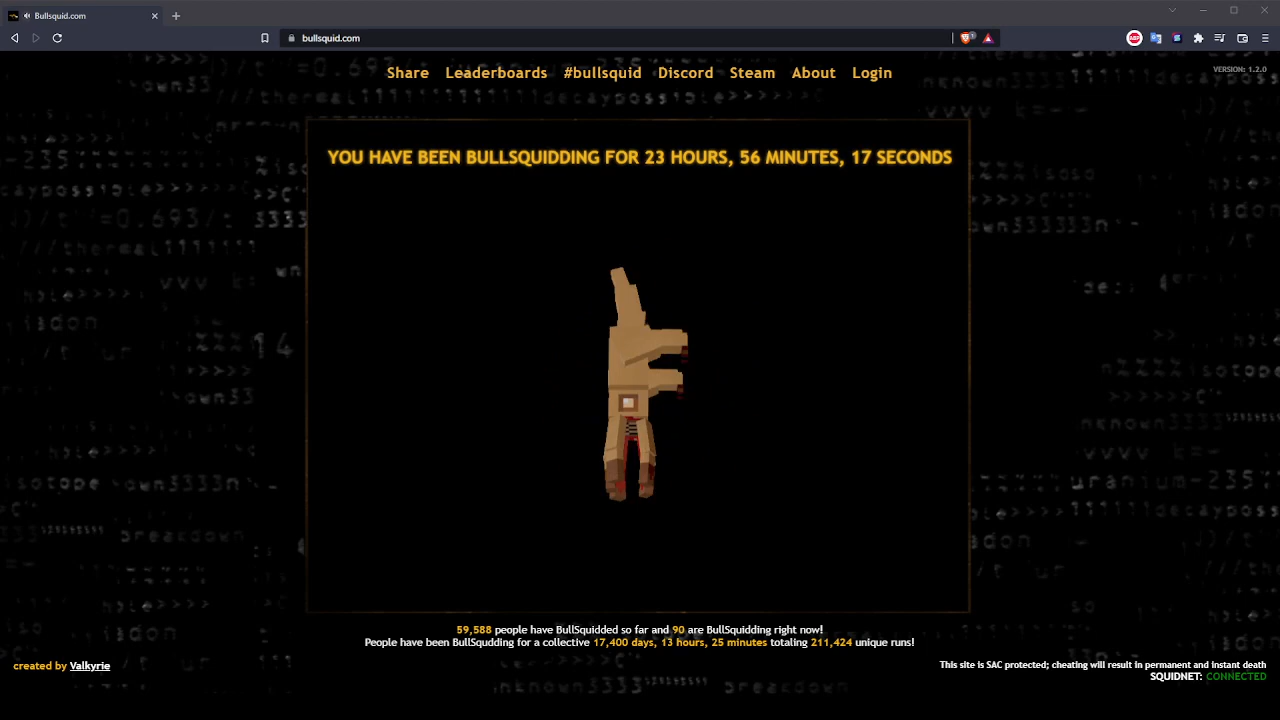 Bullsquid.com
bullsquid.com
Share Leaderboards #bullsquid Discord Steam About Login
VERSION: 1.2.0
YOU HAVE BEEN BULLSQUIDDING FOR 23 HOURS, 56 MINUTES, 17 SECONDS
59,588 people have BullSquidded so far and 90 are BullSquidding right now!
People have been BullSqudding for a collective 17,400 days, 13 hours, 25 minutes totaling 211,424 unique runs!
created by Valkyrie
This site is SAC protected; cheating will result in permanent and instant death
SQUIDNET: CONNECTED